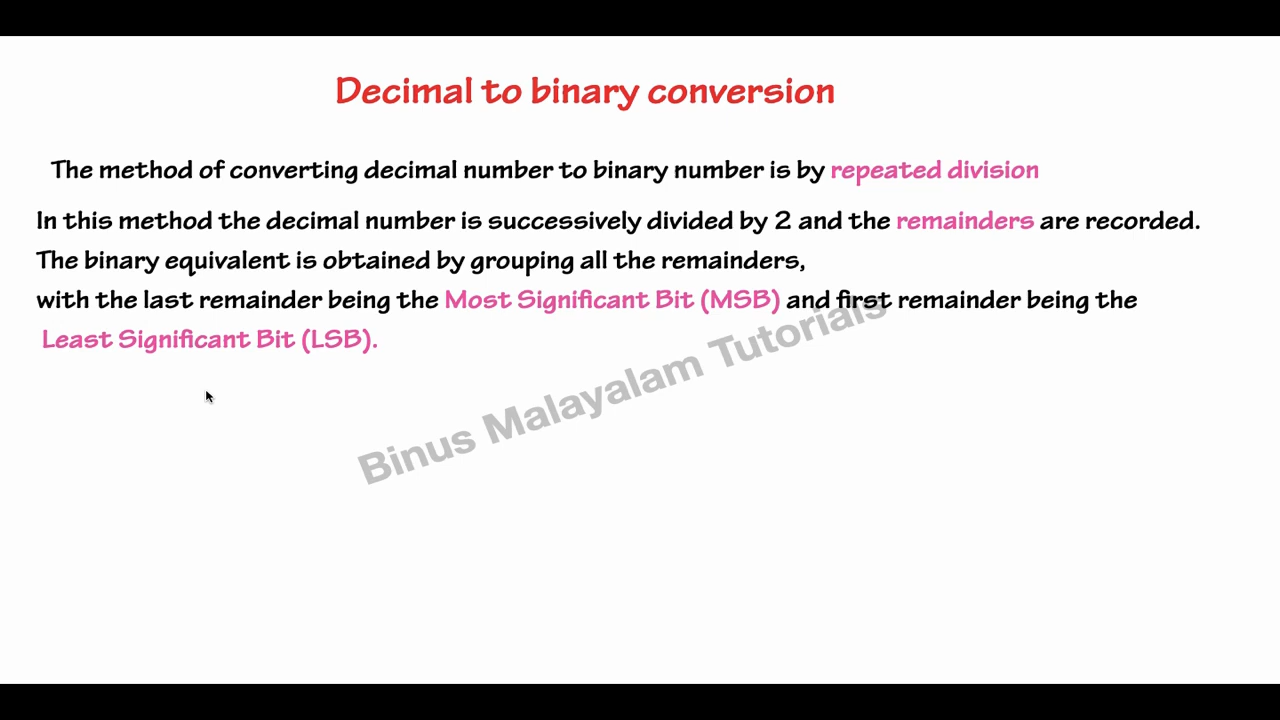 Decimal to binary conversion
The method of converting decimal number to binary number is by repeated division
In this method the decimal number is successively divided by 2 and the remainders are recorded.
The binary equivalent is obtained by grouping all the remainders,
with the last remainder being the Most Significant Bit (MSB) and first remainder being the
Least Significant Bit (LSB).
Binus Malayalam Tutorials